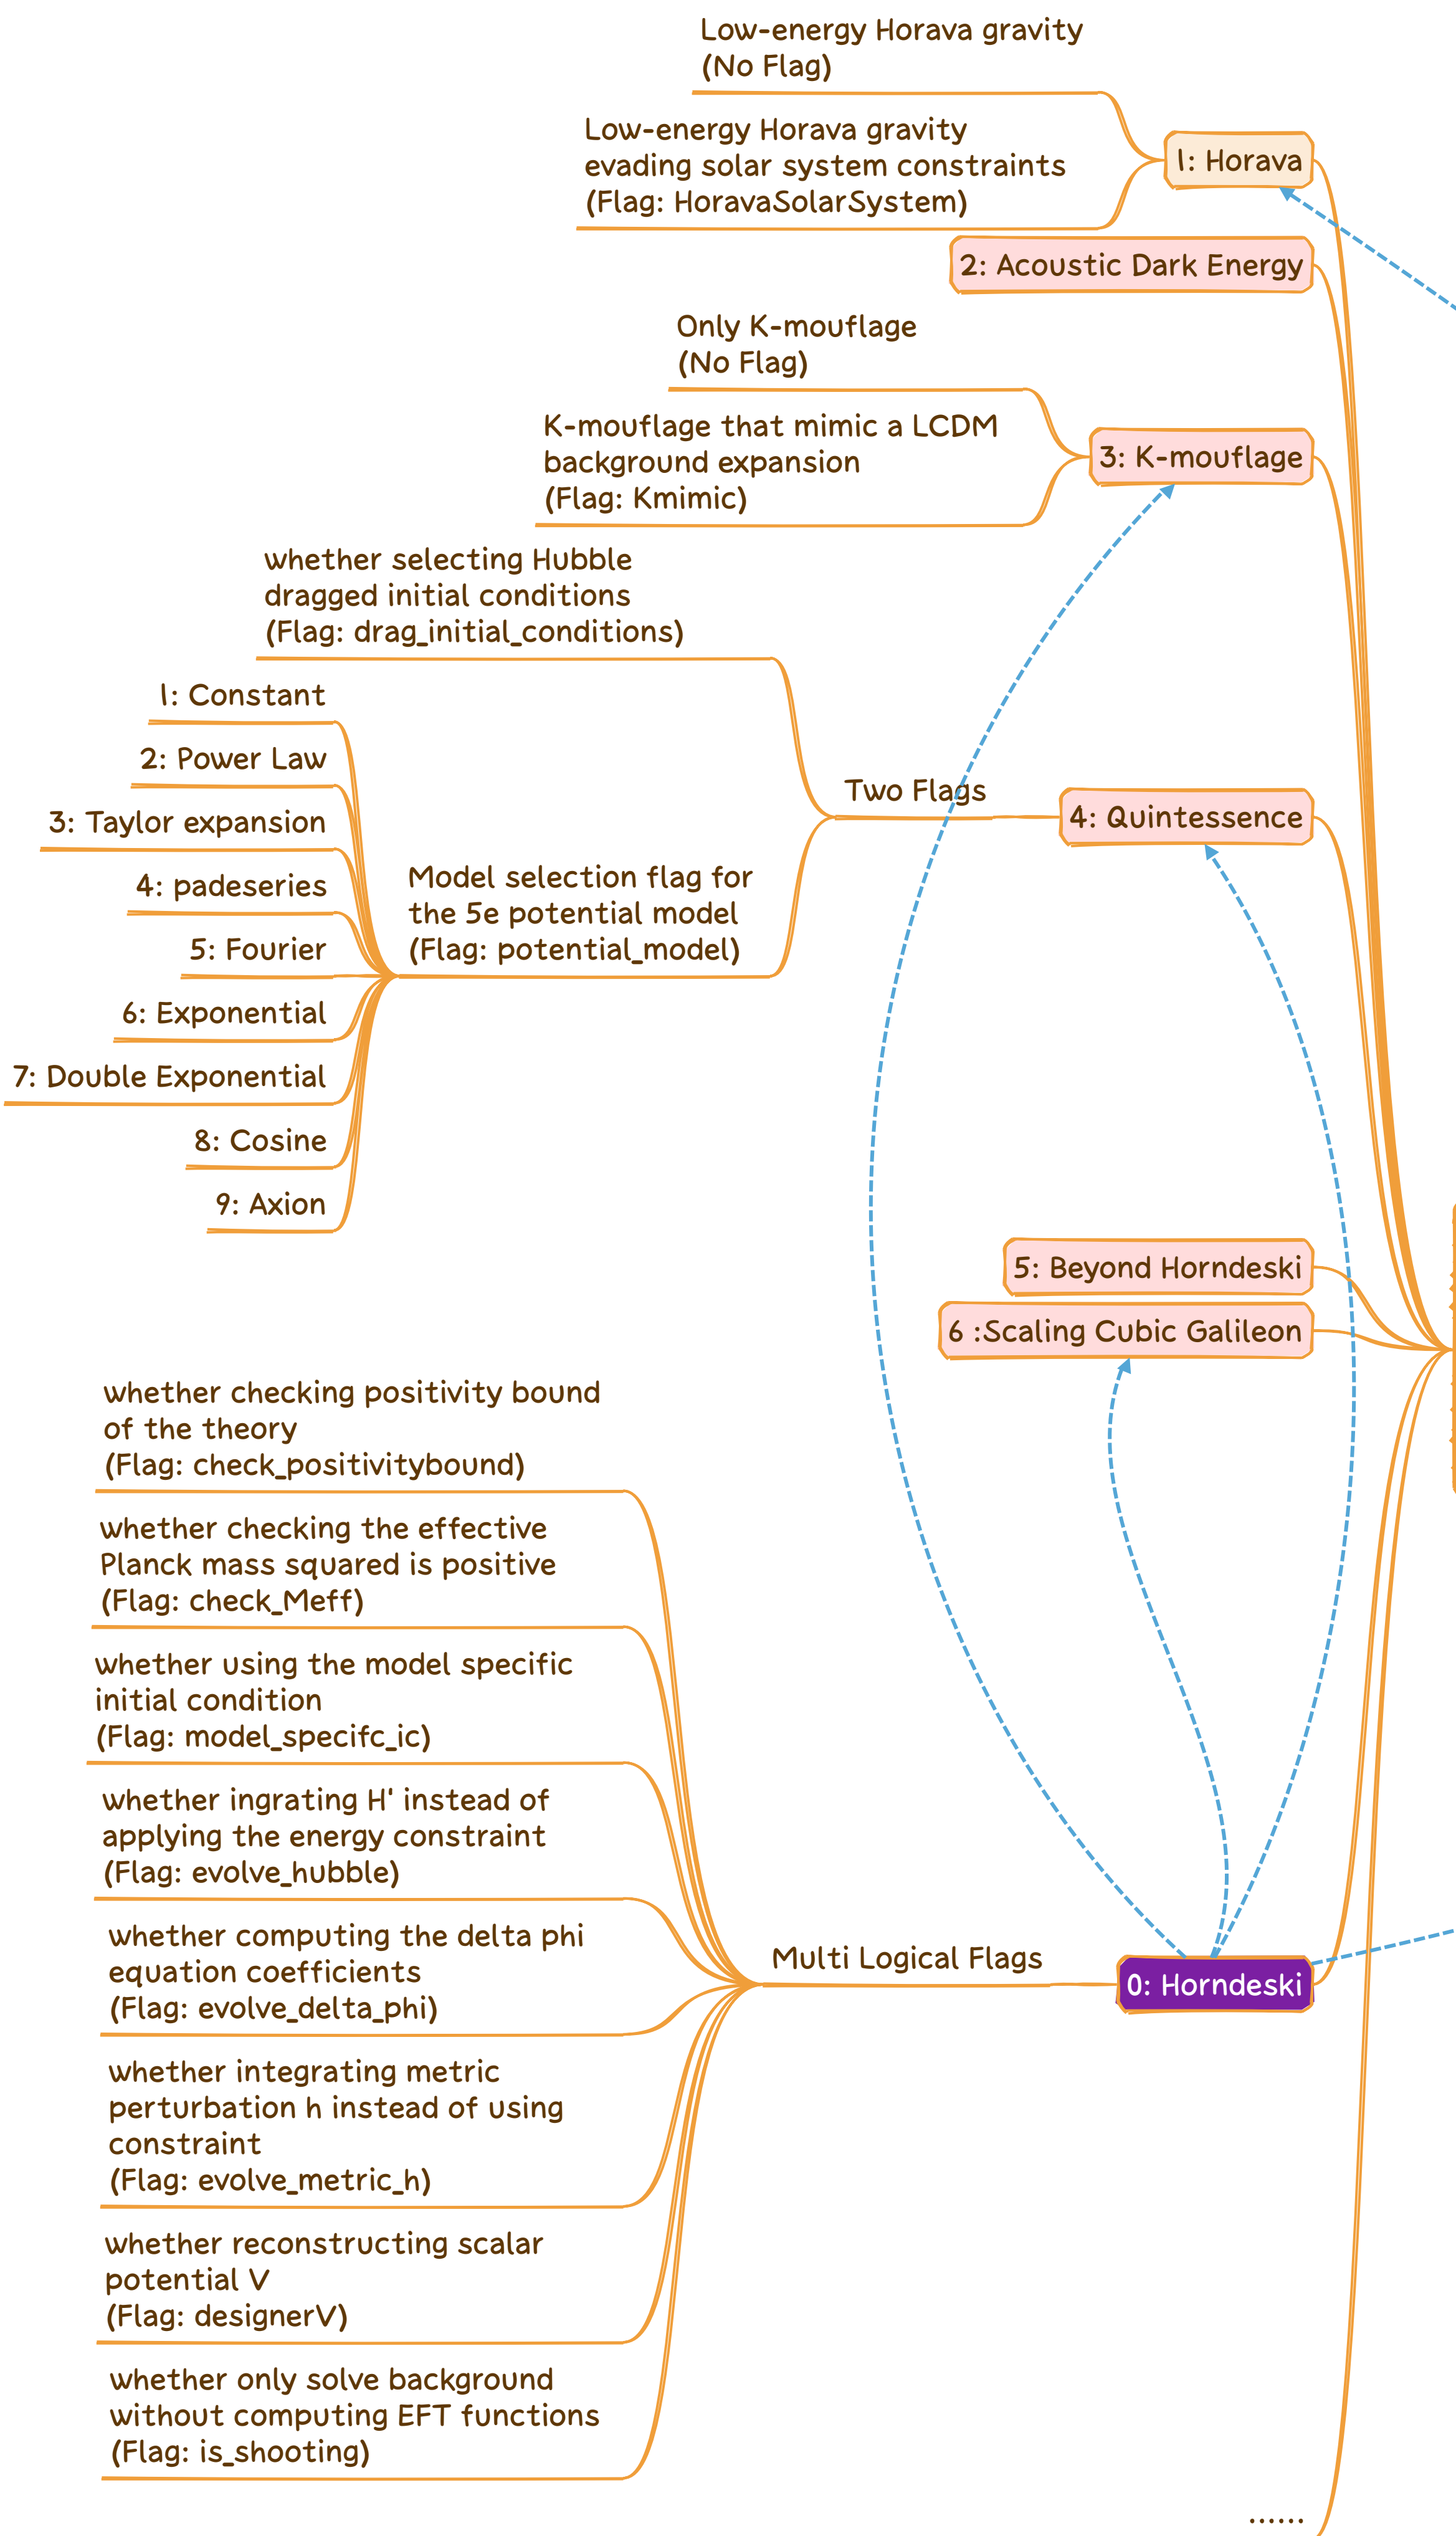 Low-energy Horava gravity
(No Flag)
Low-energy Horava gravity
evading solar system constraints
(Flag: HoravaSolarSystem)
1: Horava
2: Acoustic Dark Energy
Only K-mouflage
(No Flag)
K-mouflage that mimic a LCDM
background expansion
(Flag: Kmimic)
3: K-mouflage
whether selecting Hubble
dragged initial conditions
(Flag: drag_initial_conditions)
1: Constant
2: Power Law
3: Taylor expansion
4: padeseries
5: Fourier
6: Exponential
7: Double Exponential
8: Cosine
9: Axion
Model selection flag for
the 5e potential model
(Flag: potential_model)
Two Flags
4: Quintessence
5: Beyond Horndeski
6 :Scaling Cubic Galileon
whether checking positivity bound
of the theory
(Flag: check_positivitybound)
whether checking the effective
Planck mass squared is positive
(Flag: check_Meff)
whether using the model specific
initial condition
(Flag: model_specifc_ic)
whether ingrating H' instead of
applying the energy constraint
(Flag: evolve_hubble)
whether computing the delta phi
equation coefficients
(Flag: evolve_delta_phi)
whether integrating metric
perturbation h instead of using
constraint
(Flag: evolve_metric_h)
whether reconstructing scalar
potential V
(Flag: designerV)
whether only solve background
without computing EFT functions
(Flag: is_shooting)
Multi Logical Flags
0: Horndeski
......